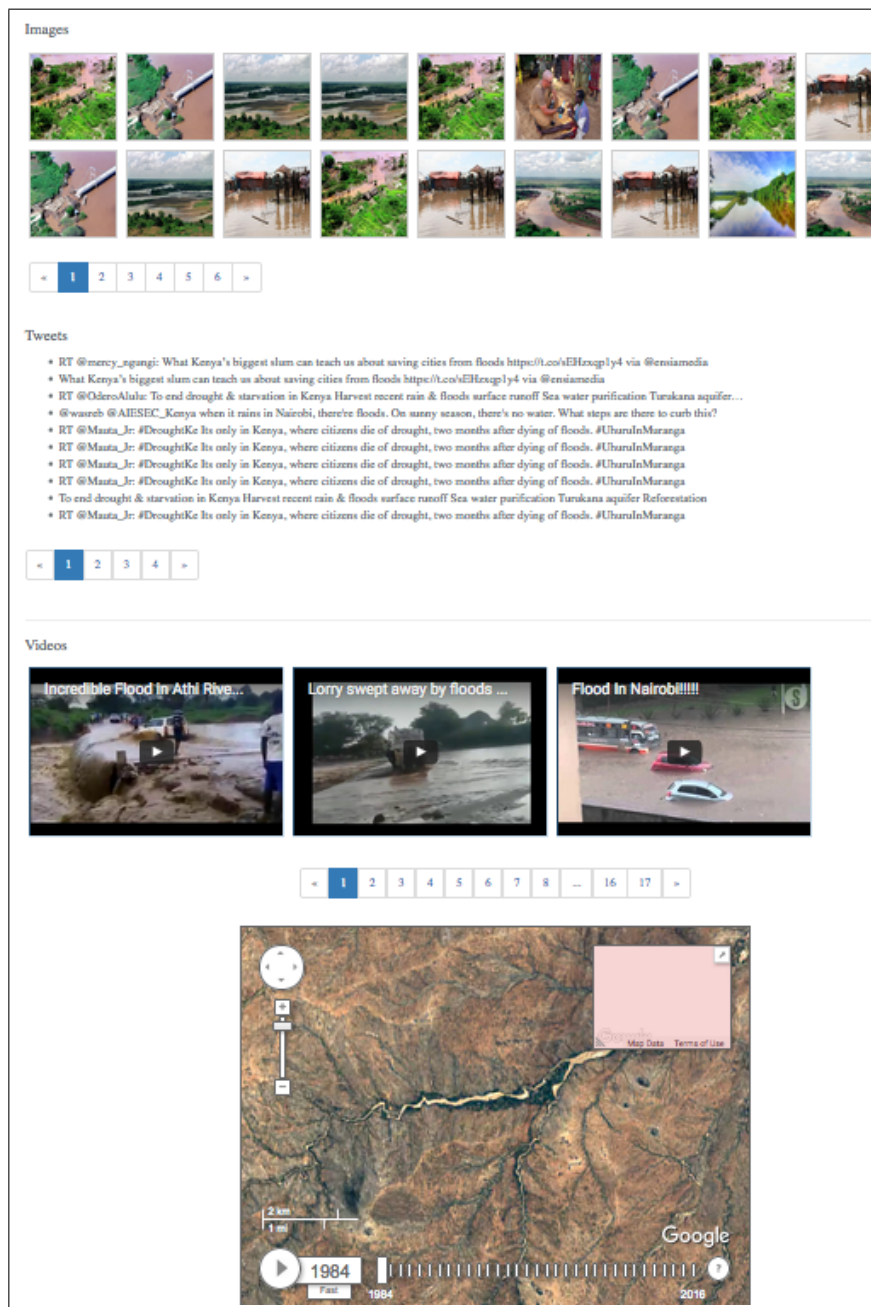 Images
« 1 2 3 4 5 6 »
Tweets
RT @mercy_ngungi: What Kenya's biggest slum can teach us about saving cities from floods https://t.co/sEHzxqp1y4 via @ensiamedia
What Kenya's biggest slum can teach us about saving cities from floods https://t.co/sEHzxqp1y4 via @ensiamedia
RT @OderoAlulu: To end drought & starvation in Kenya Harvest recent rain & floods surface runoff Sea water purification Turukana aquifer…
@wasreb @AIESEC_Kenya when it rains in Nairobi, there're floods. On sunny season, there's no water. What steps are there to curb this?
RT @Mauta_Jr: #DroughtKe Its only in Kenya, where citizens die of drought, two months after dying of floods. #UhuruInMuranga
RT @Mauta_Jr: #DroughtKe Its only in Kenya, where citizens die of drought, two months after dying of floods. #UhuruInMuranga
RT @Mauta_Jr: #DroughtKe Its only in Kenya, where citizens die of drought, two months after dying of floods. #UhuruInMuranga
RT @Mauta_Jr: #DroughtKe Its only in Kenya, where citizens die of drought, two months after dying of floods. #UhuruInMuranga
To end drought & starvation in Kenya Harvest recent rain & floods surface runoff Sea water purification Turukana aquifer Reforestation
RT @Mauta_Jr: #DroughtKe Its only in Kenya, where citizens die of drought, two months after dying of floods. #UhuruInMuranga
« 1 2 3 4 »
Videos
Incredible Flood In Athi Rive...
Lorry swept away by floods ...
Flood In Nairobi!!!!!
S
« 1 2 3 4 5 6 7 8 ... 16 17 »
Map Data Terms of Use
2 km
1 mi
Google
1984
Fast
1984
2016
?